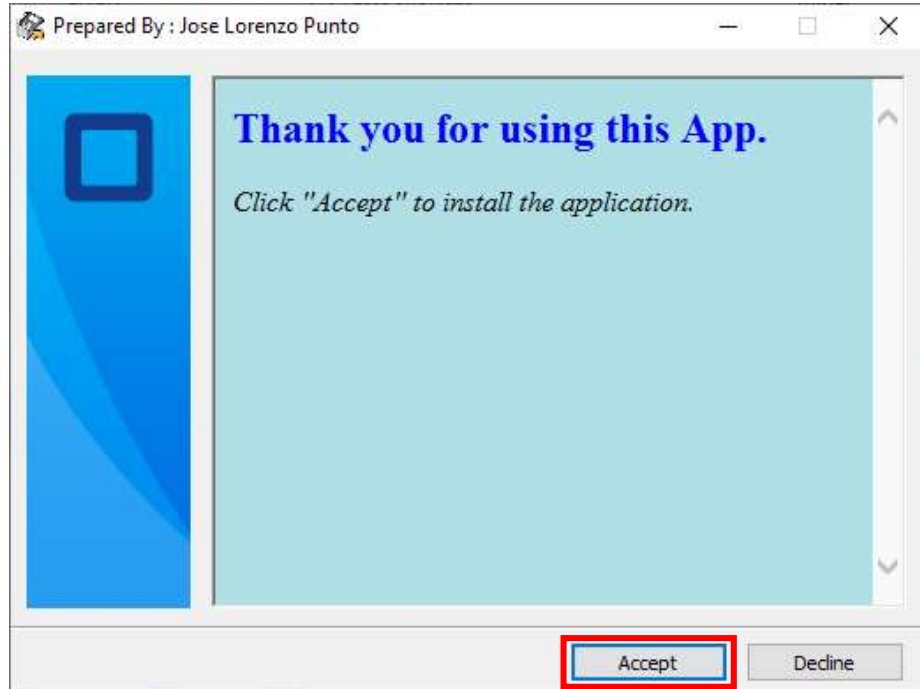 Prepared By : Jose Lorenzo Punto
Thank you for using this App.
Click "Accept" to install the application.
Accept
Decline